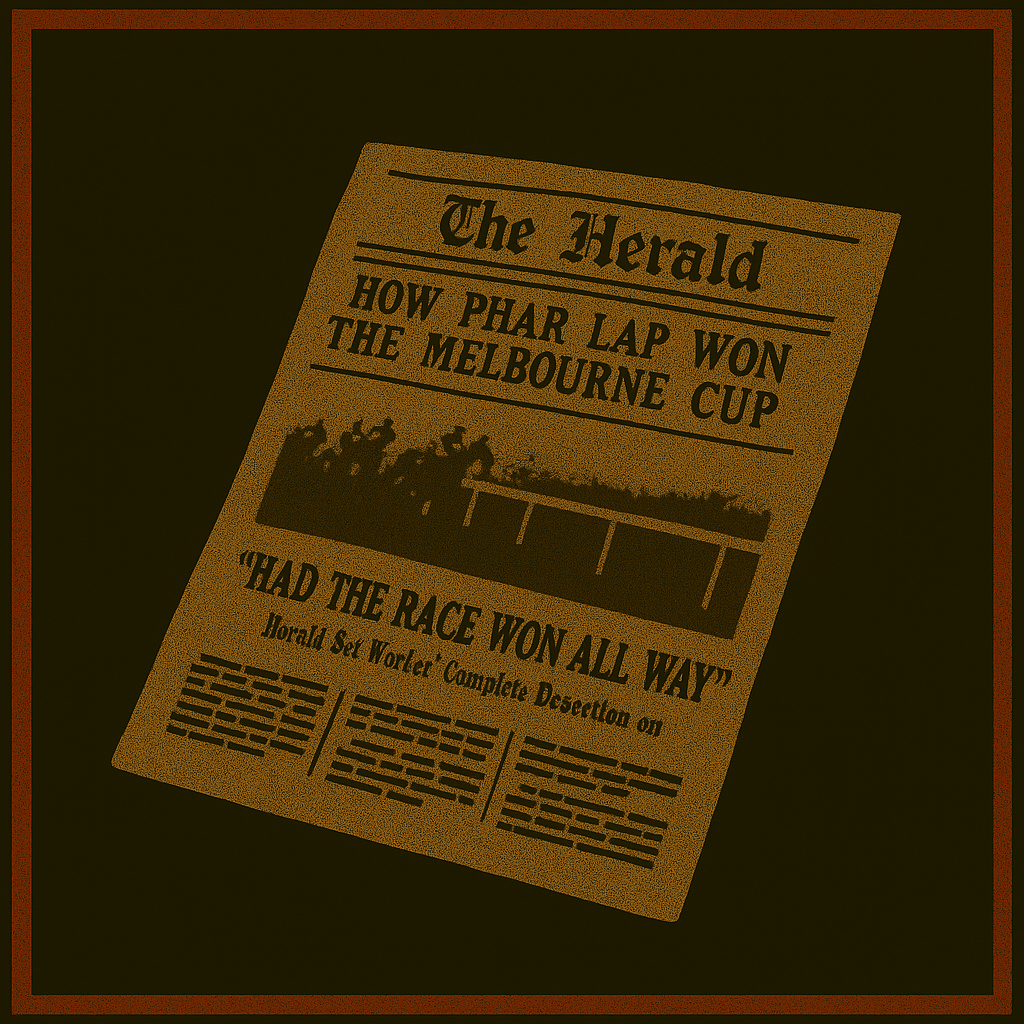 The Herald
HOW PHAR LAP WON
THE MELBOURNE CUP
“HAD THE RACE WON ALL WAY”
Horald Set Worker’ Complete Desection on